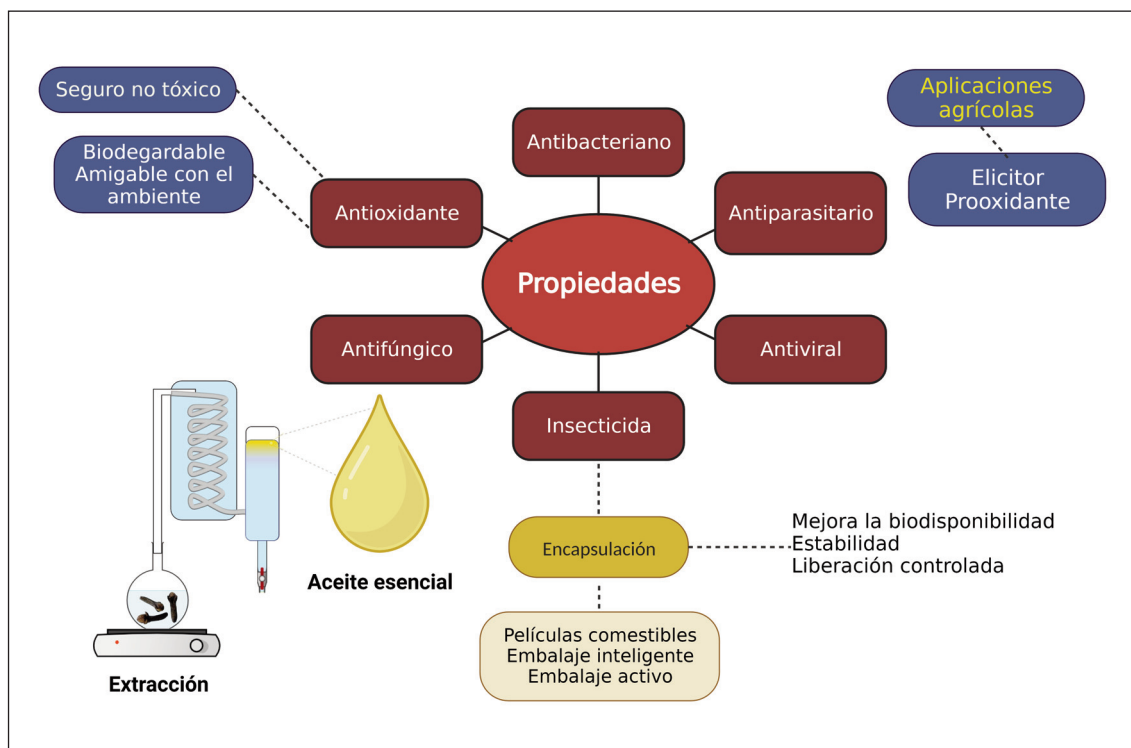 Seguro no tóxico
Biodegardable
Amigable con el
ambiente
Antioxidante
Antibacteriano
Antiparasitario
Aplicaciones
agrícolas
Elicitor
Prooxidante
Propiedades
Antifúngico
Antiviral
Insecticida
Encapsulación
Mejora la biodisponibilidad
Estabilidad
Liberación controlada
Películas comestibles
Embalaje inteligente
Embalaje activo
Aceite esencial
Extracción